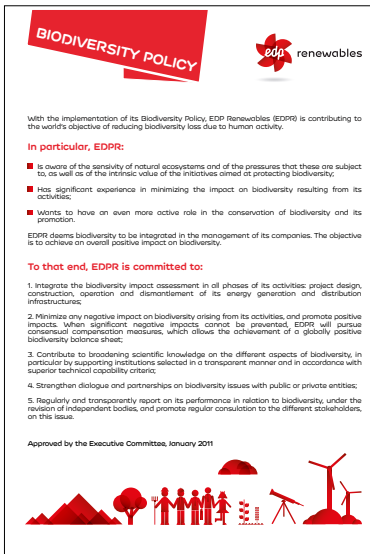 BIODIVERSITY POLICY
edp renewables
With the implementation of its Biodiversity Policy, EDP Renewables (EDPR) is contributing to
the world's objective of reducing biodiversity loss due to human activity.
In particular, EDPR:
Is aware of the sensivity of natural ecosystems and of the pressures that these are subject
to, as well as of the intrinsic value of the initiatives aimed at protecting biodiversity;
Has significant experience in minimizing the impact on biodiversity resulting from its
activities;
Wants to have an even more active role in the conservation of biodiversity and its
promotion.
EDPR deems biodiversity to be integrated in the management of its companies. The objective
is to achieve an overall positive impact on biodiversity.
To that end, EDPR is committed to:
1. Integrate the biodiversity impact assessment in all phases of its activities: project design,
construction, operation and dismantlement of its energy generation and distribution
infrastructures;
2. Minimize any negative impact on biodiversity arising from its activities, and promote positive
impacts. When significant negative impacts cannot be prevented, EDPR will pursue
consensual compensation measures, which allows the achievement of a globally positive
biodiversity balance sheet;
3. Contribute to broadening scientific knowledge on the different aspects of biodiversity, in
particular by supporting institutions selected in a transparent manner and in accordance with
superior technical capability criteria;
4. Strengthen dialogue and partnerships on biodiversity issues with public or private entities;
5. Regularly and transparently report on its performance in relation to biodiversity, under the
revision of independent bodies, and promote regular consulation to the different stakeholders,
on this issue.
Approved by the Executive Committee, January 2011